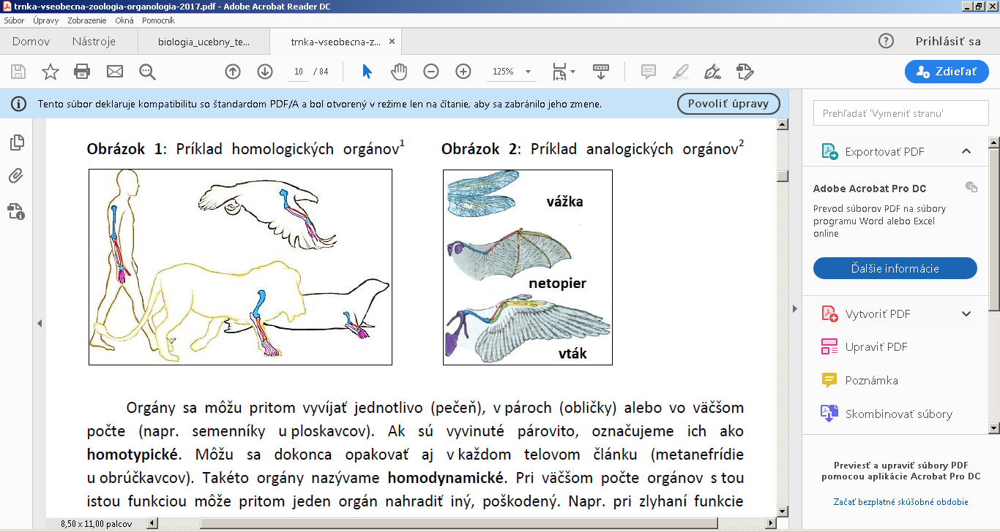 trnka-vseobecna-zoologia-organologia-2017.pdf - Adobe Acrobat Reader DC
Súbor Úpravy Zobrazenie Okná Pomocník
Domov Nástroje biologia_ucebny_te... trnka-vseobecna-z... × ? Prihlásiť sa
10 / 84 125% Zdieľať
Tento súbor deklaruje kompatibilitu so štandardom PDF/A a bol otvorený v režime len na čítanie, aby sa zabránilo jeho zmene. Povoliť úpravy
Obrázok 1: Príklad homologických orgánov1
Obrázok 2: Príklad analogických orgánov2
vážka
netopier
vták
Orgány sa môžu pritom vyvíjať jednotlivo (pečeň), v pároch (obličky) alebo vo väčšom
počte (napr. semenníky u ploskavcov). Ak sú vyvinuté párovito, označujeme ich ako
homotypické. Môžu sa dokonca opakovať aj v každom telovom článku (metanefrídie
u obrúčkavcov). Takéto orgány nazývame homodynamické. Pri väčšom počte orgánov s tou
istou funkciou môže pritom jeden orgán nahradiť iný, poškodený. Napr. pri zlyhaní funkcie
8,50 x 11,00 palcov
Prehľadať 'Vymeniť stranu'
Exportovať PDF
Adobe Acrobat Pro DC
Prevod súborov PDF na súbory
programu Word alebo Excel
online
Ďalšie informácie
Vytvoriť PDF
Upraviť PDF
Poznámka
Skombinovať súbory
Previesť a upraviť súbory PDF
pomocou aplikácie Acrobat Pro DC
Začať bezplatné skúšobné obdobie